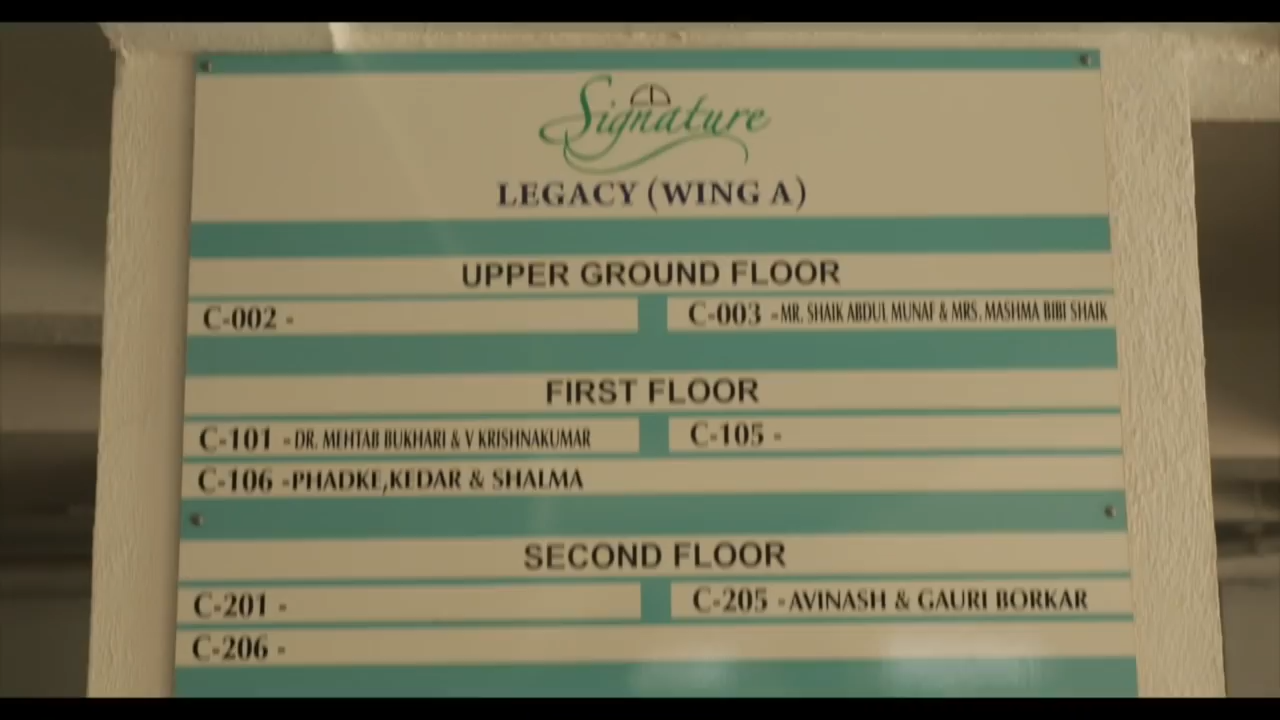 Signature
LEGACY (WING A)
UPPER GROUND FLOOR
C-002 -
C-003 -MR. SHAIK ABDUL MUNAF & MRS. MASHMA BIBI SHAIK
FIRST FLOOR
C-101 -DR. MEHTAB BUKHARI & V KRISHNAKUMAR
C-105 -
C-106 -PHADKE,KEDAR & SHALMA
SECOND FLOOR
C-201 -
C-205 -AVINASH & GAURI BORKAR
C-206 -